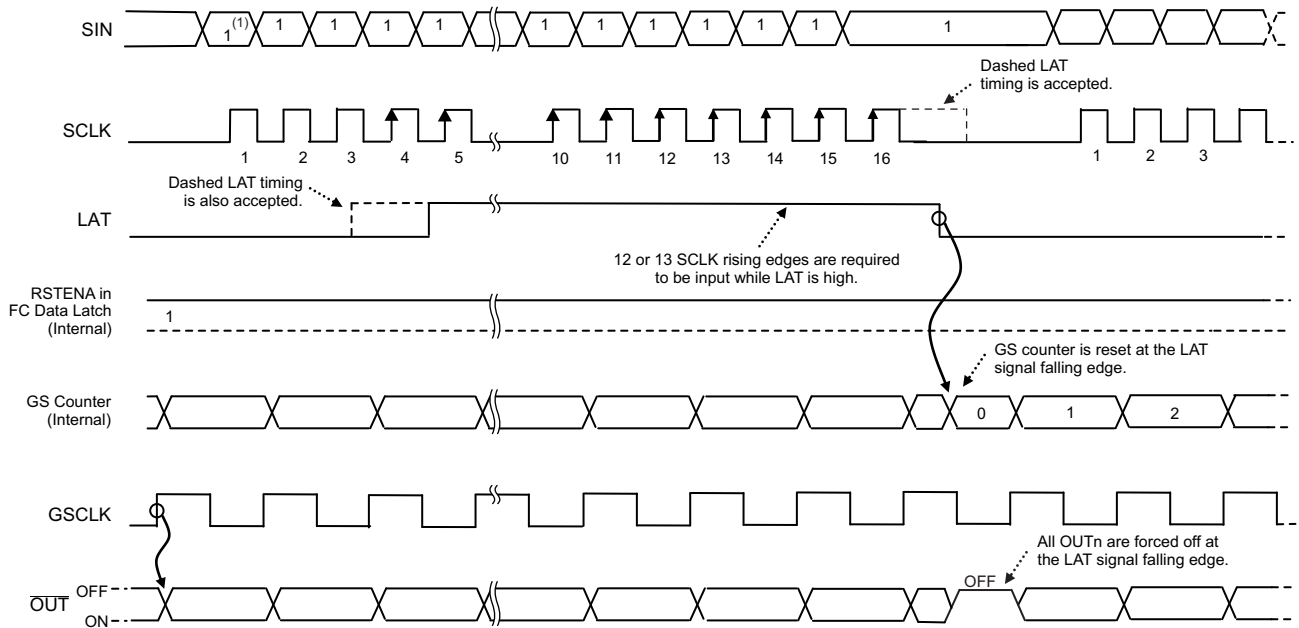 SIN
1(1) 1 1 1 1 1 1 1 1 1 1 1
Dashed LAT
timing is accepted.
SCLK
1 2 3 4 5 10 11 12 13 14 15 16 1 2 3
Dashed LAT timing
is also accepted.
LAT
12 or 13 SCLK rising edges are required
to be input while LAT is high.
RSTENA in
FC Data Latch
(Internal)
1
GS counter is reset at the LAT
signal falling edge.
GS Counter
(Internal)
0 1 2
GSCLK
All OUTn are forced off at
the LAT signal falling edge.
OFF
OFF
OUT
ON